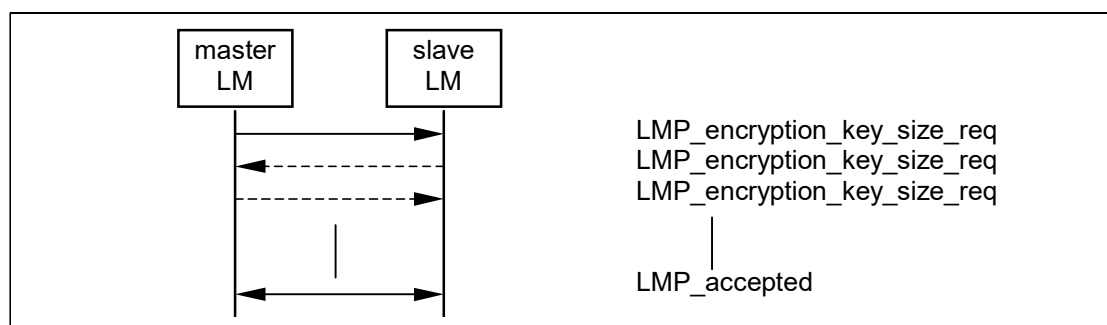 master
LM
slave
LM
LMP_encryption_key_size_req
LMP_encryption_key_size_req
LMP_encryption_key_size_req
LMP_accepted